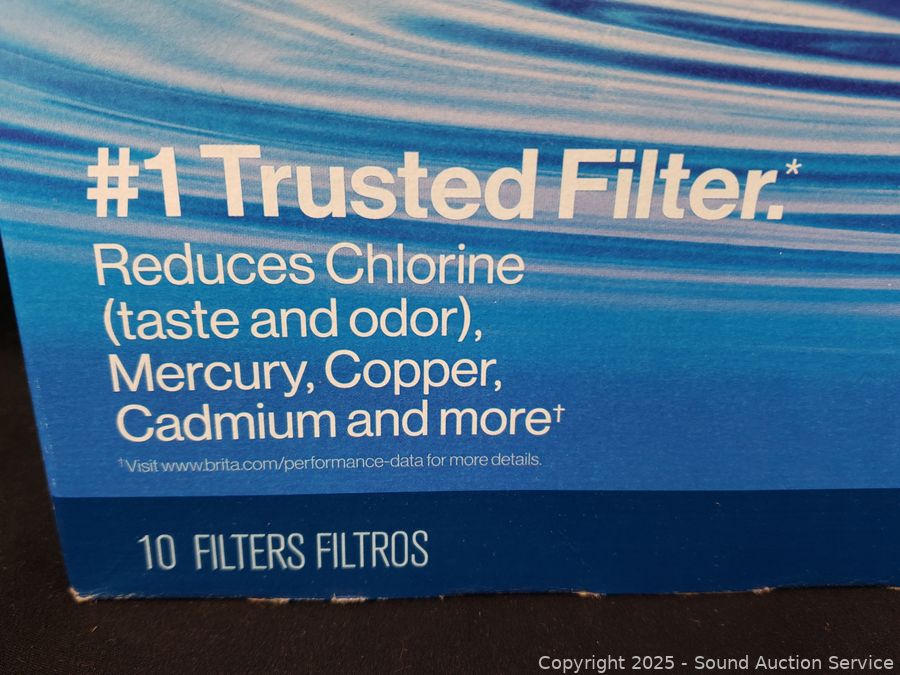 #1 Trusted Filter.*
Reduces Chlorine
(taste and odor),
Mercury, Copper,
Cadmium and more†
†Visit www.brita.com/performance-data for more details.
10 FILTERS FILTROS
Copyright 2025 - Sound Auction Service